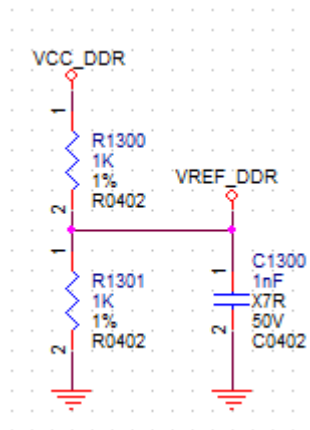 VCC_DDR
1
R1300
1K
1%
R0402
2
VREF_DDR
1
R1301
1K
1%
R0402
2
1
C1300
1nF
X7R
50V
C0402
2